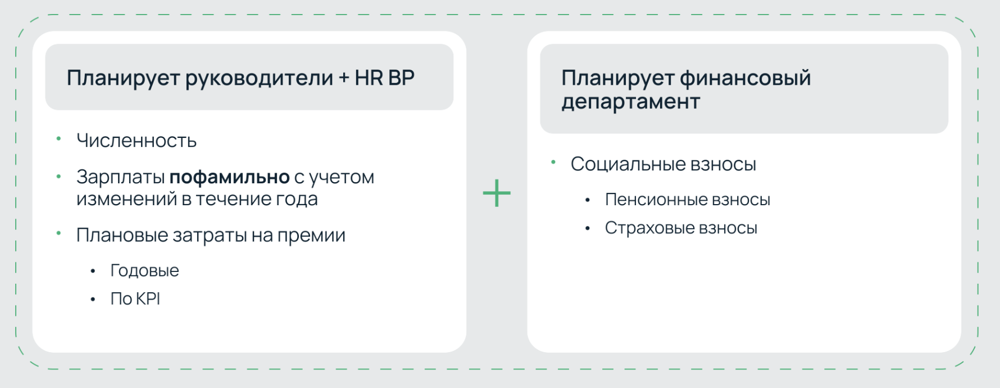 Планирует руководители + HR BP
• Численность
• Зарплаты пофамильно с учетом
изменений в течение года
• Плановые затраты на премии
• Годовые
• По KPI
+
Планирует финансовый
департамент
• Социальные взносы
• Пенсионные взносы
• Страховые взносы